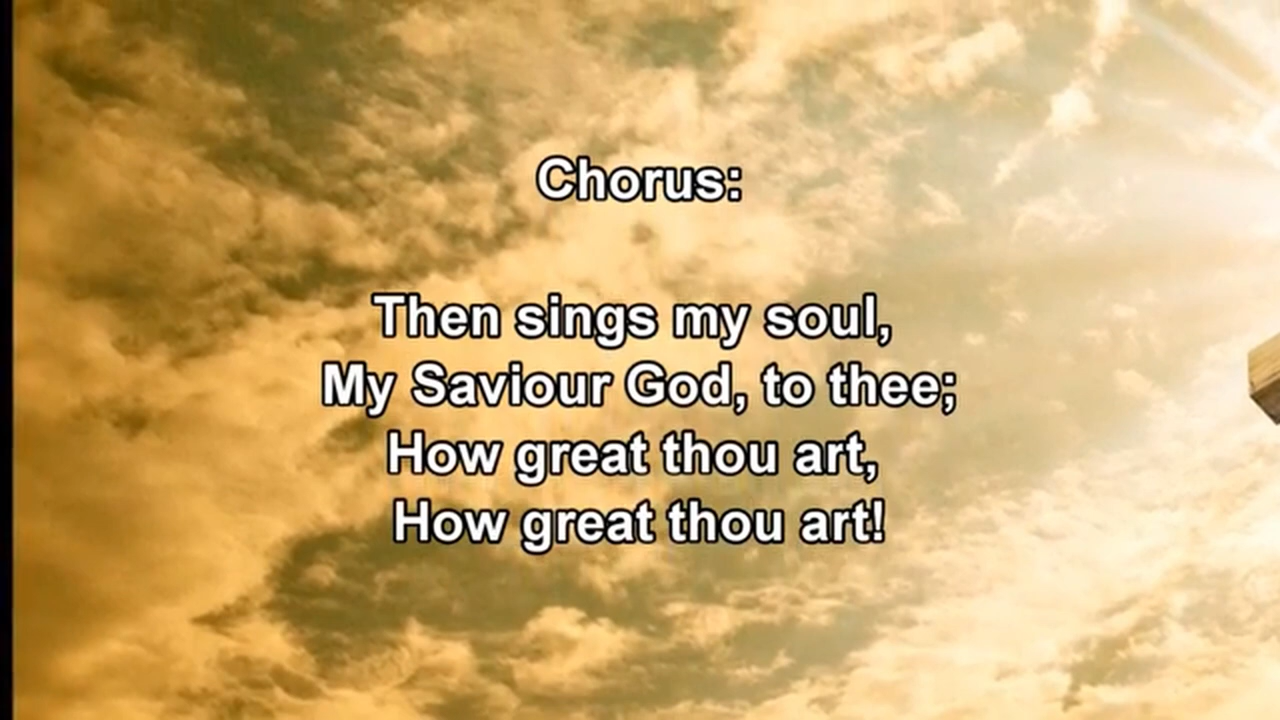 Chorus:
Then sings my soul,
My Saviour God, to thee;
How great thou art,
How great thou art!